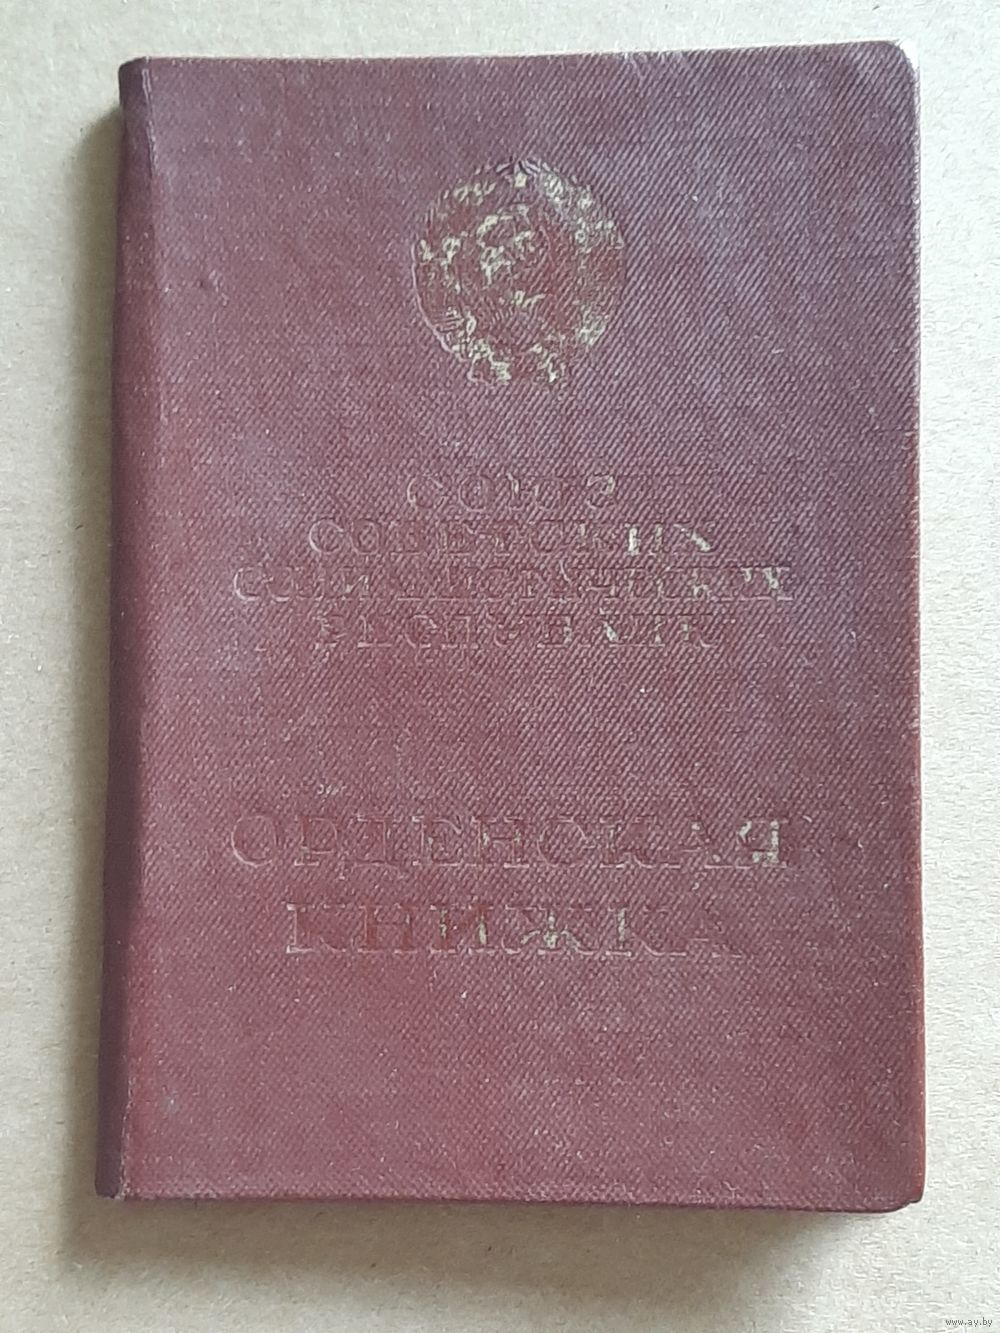 СОЮЗ
СОВЕТСКИХ
СОЦИАЛИСТИЧЕСКИХ
РЕСПУБЛИК
ОРДЕНСКАЯ
КНИЖКА
www.ay.by